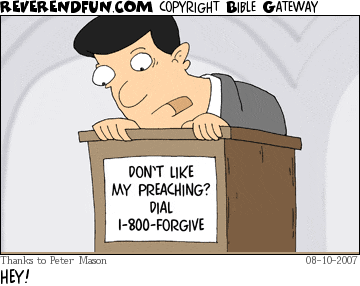 REVERENDFUN.COM COPYRIGHT BIBLE GATEWAY
DON'T LIKE
MY PREACHING?
DIAL
1-800-FORGIVE
Thanks to Peter Mason 08-10-2007
HEY!